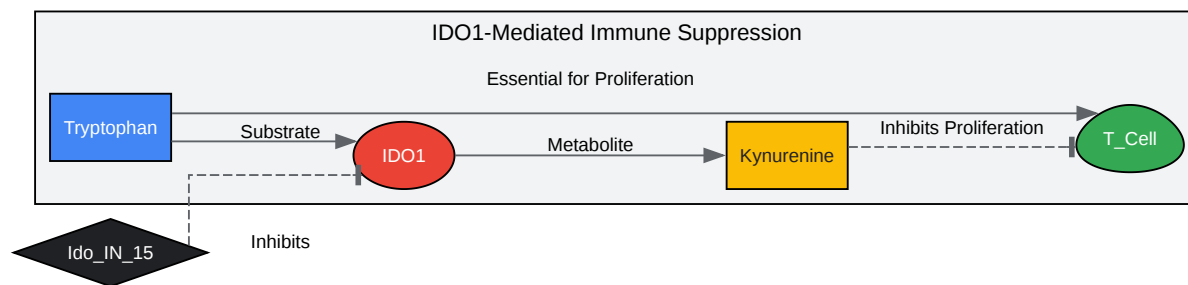 IDO1-Mediated Immune Suppression
Essential for Proliferation
Tryptophan
Substrate
IDO1
Metabolite
Kynurenine
Inhibits Proliferation
T_Cell
Ido_IN_15
Inhibits